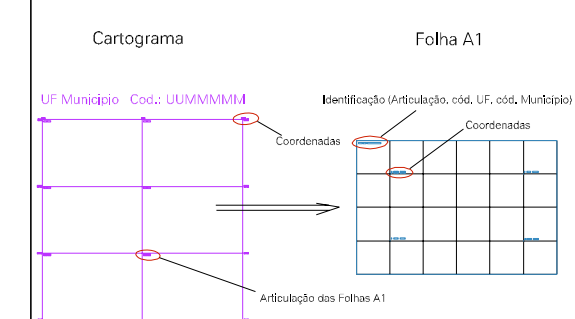 Cartograma
Folha A1
UF Município Cod.: UUMMMMM
Identificação (Articulação, cód. UF, cód. Município)
Coordenadas
Coordenadas
Articulação das Folhas A1